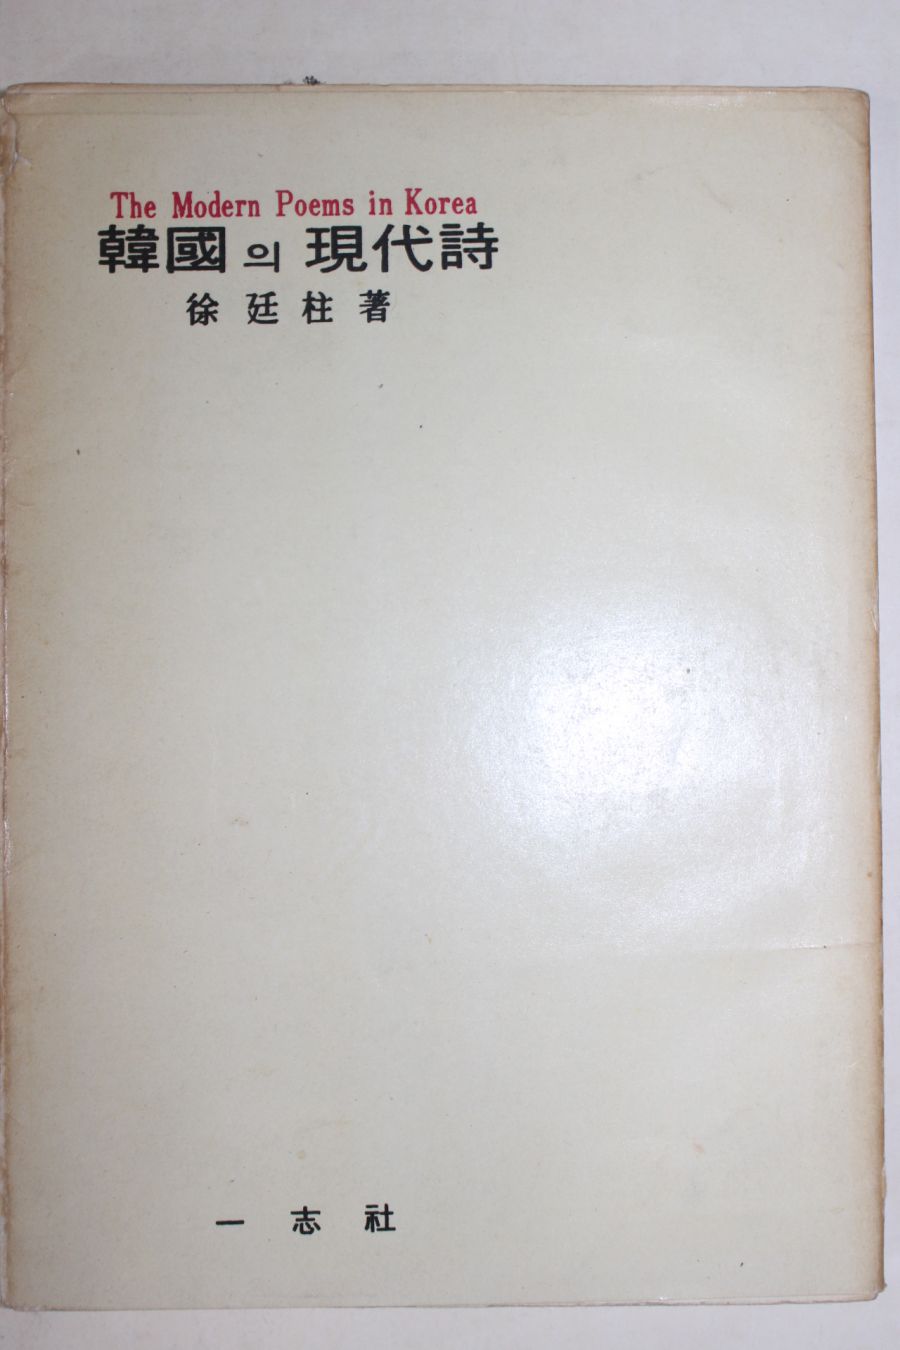 The Modern Poems in Korea
韓國의 現代詩
徐廷柱著
一志社